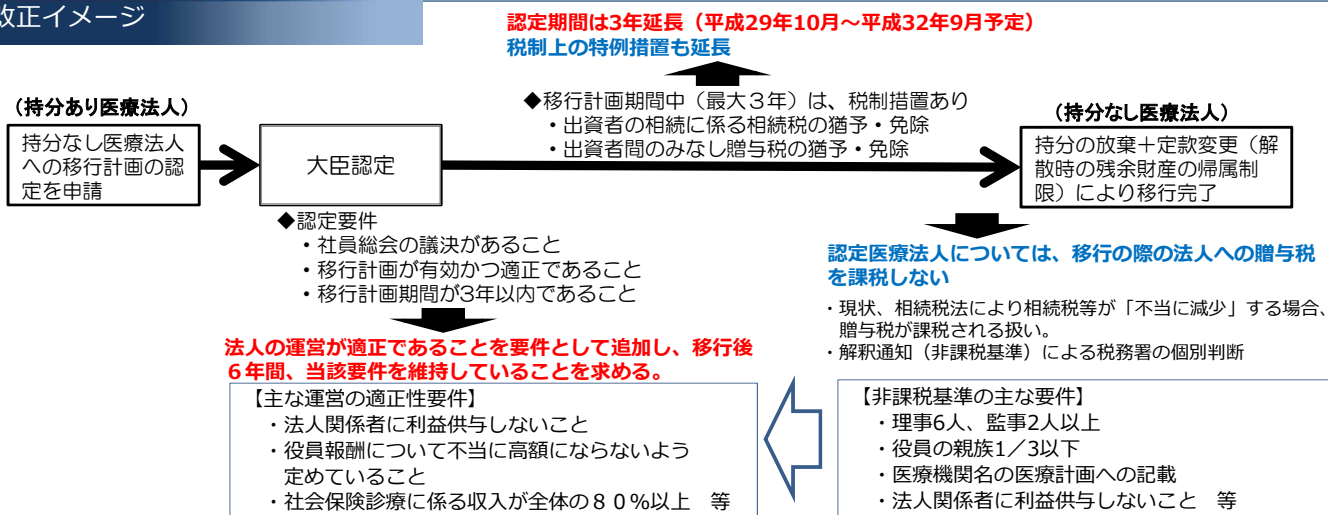 改正イメージ
認定期間は3年延長（平成29年10月～平成32年9月予定）
税制上の特例措置も延長
（持分あり医療法人）
持分なし医療法人
への移行計画の認
定を申請
大臣認定
◆移行計画期間中（最大３年）は、税制措置あり
・出資者の相続に係る相続税の猶予・免除
・出資者間のみなし贈与税の猶予・免除
（持分なし医療法人）
持分の放棄＋定款変更（解
散時の残余財産の帰属制
限）により移行完了
◆認定要件
・社員総会の議決があること
・移行計画が有効かつ適正であること
・移行計画期間が3年以内であること
認定医療法人については、移行の際の法人への贈与税
を課税しない
・現状、相続税法により相続税等が「不当に減少」する場合、
贈与税が課税される扱い。
・解釈通知（非課税基準）による税務署の個別判断
法人の運営が適正であることを要件として追加し、移行後
６年間、当該要件を維持していることを求める。
【主な運営の適正性要件】
・法人関係者に利益供与しないこと
・役員報酬について不当に高額にならないよう
定めていること
・社会保険診療に係る収入が全体の８０％以上　等
【非課税基準の主な要件】
・理事6人、監事2人以上
・役員の親族1／3以下
・医療機関名の医療計画への記載
・法人関係者に利益供与しないこと　等